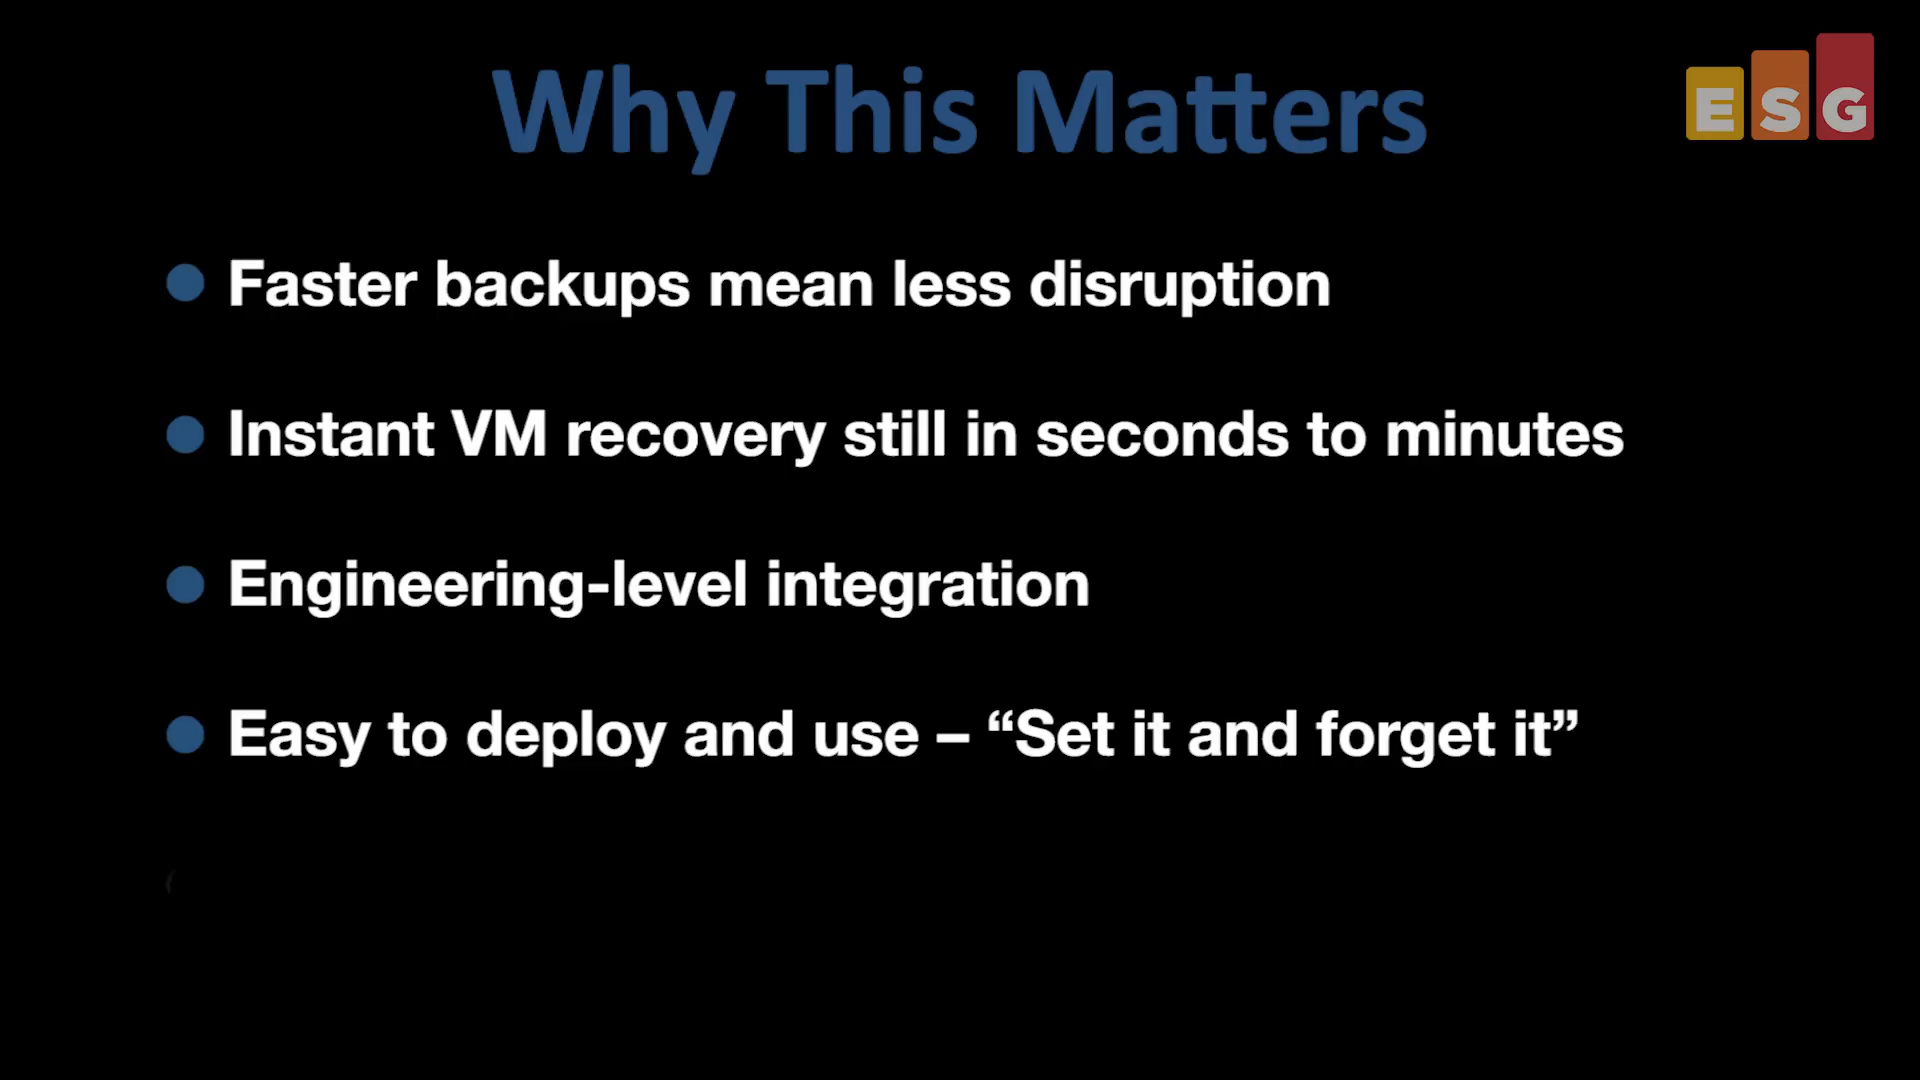 Why This Matters
ESG
Faster backups mean less disruption
Instant VM recovery still in seconds to minutes
Engineering-level integration
Easy to deploy and use – “Set it and forget it”